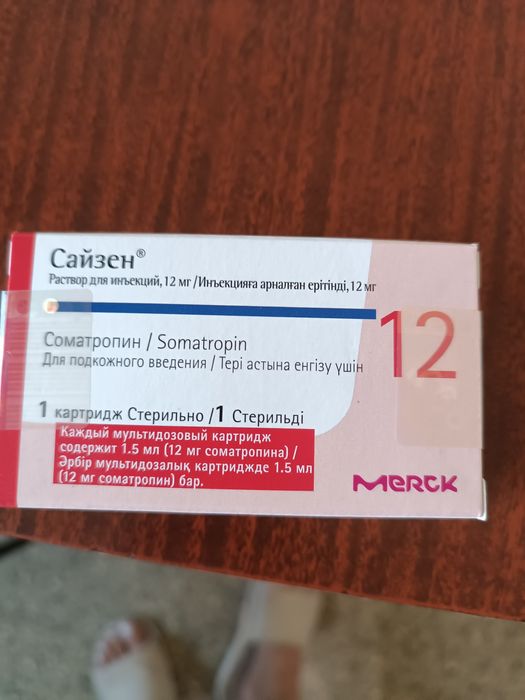 Сайзен®
Раствор для инъекций, 12 мг/Инъекцияға арналған ерітінді, 12 мг
12
Соматропин / Somatropin
Для подкожного введения / Тері астына енгізу үшін
1 картридж Стерильно /1 Стерильді
Каждый мультидозовый картридж
содержит 1.5 мл (12 мг соматропина) /
Әрбір мультидозалық картриджде 1.5 мл
(12 мг соматропин) бар.
MERCK